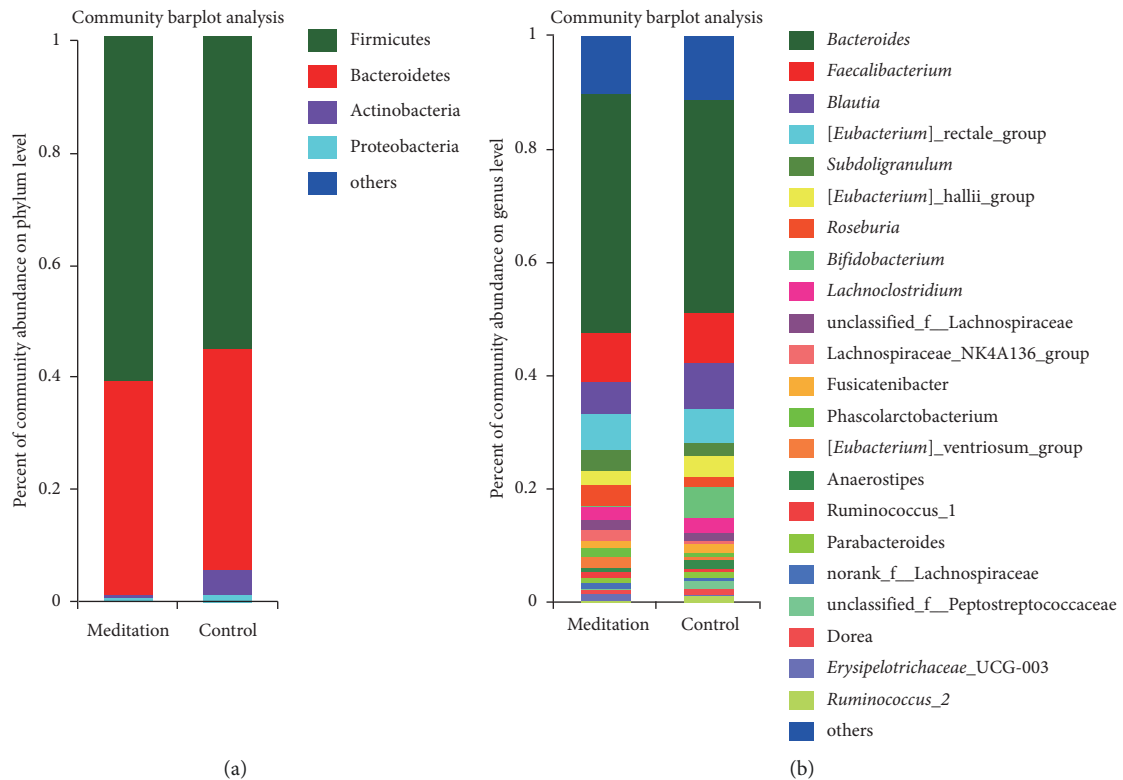 Community barplot analysis
Percent of community abundance on phylum level
1
0.8
0.6
0.4
0.2
0
Meditation
Control
Firmicutes
Bacteroidetes
Actinobacteria
Proteobacteria
others
(a)
Community barplot analysis
Percent of community abundance on genus level
1
0.8
0.6
0.4
0.2
0
Meditation
Control
Bacteroides
Faecalibacterium
Blautia
[Eubacterium]_rectale_group
Subdoligranulum
[Eubacterium]_hallii_group
Roseburia
Bifidobacterium
Lachnoclostridium
unclassified_f__Lachnospiraceae
Lachnospiraceae_NK4A136_group
Fusicatenibacter
Phascolarctobacterium
[Eubacterium]_ventriosum_group
Anaerostipes
Ruminococcus_1
Parabacteroides
norank_f__Lachnospiraceae
unclassified_f__Peptostreptococcaceae
Dorea
Erysipelotrichaceae_UCG-003
Ruminococcus_2
others
(b)